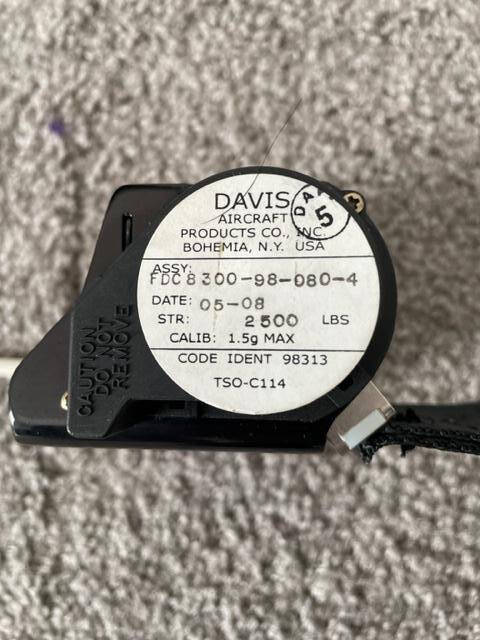 DAVIS
AIRCRAFT
PRODUCTS CO., INC.
BOHEMIA, N.Y. USA
DA
5
ASSY:
FDC8300-98-080-4
DATE: 05-08
STR: 2500 LBS
CALIB: 1.5g MAX
CODE IDENT 98313
TSO-C114
CAUTION
DO NOT
REMOVE